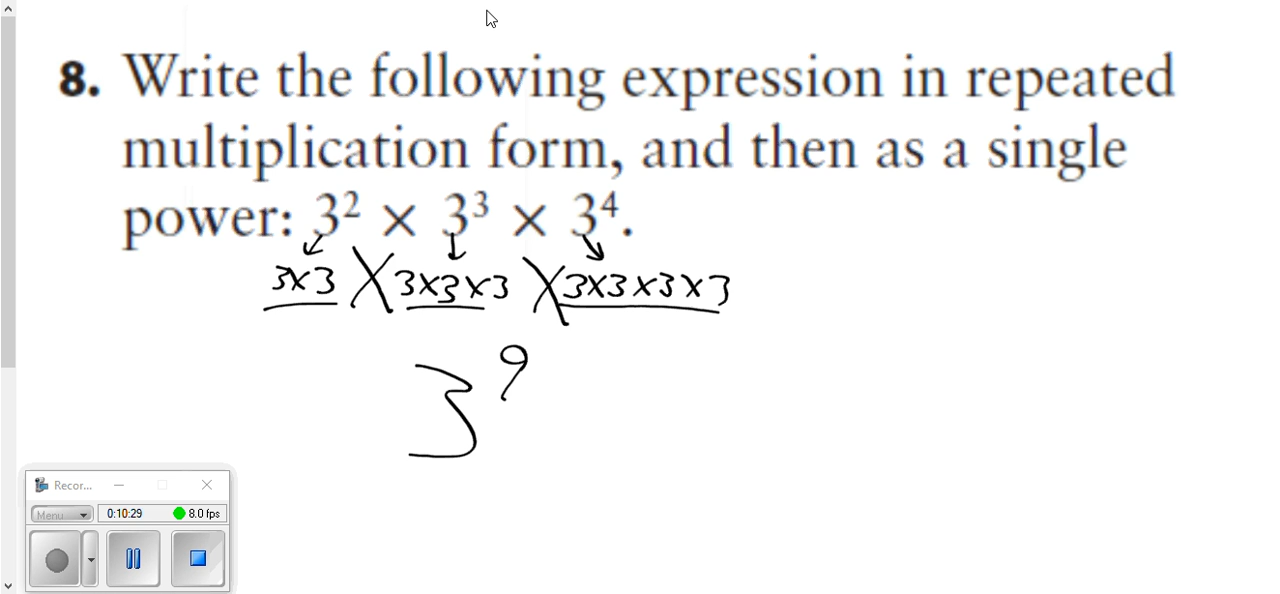 8. Write the following expression in repeated
multiplication form, and then as a single
power: 3² × 3³ × 3⁴.
3×3 × 3×3×3 × 3×3×3×3
3⁹
Recor...
Menu 0:10:29 8.0 fps